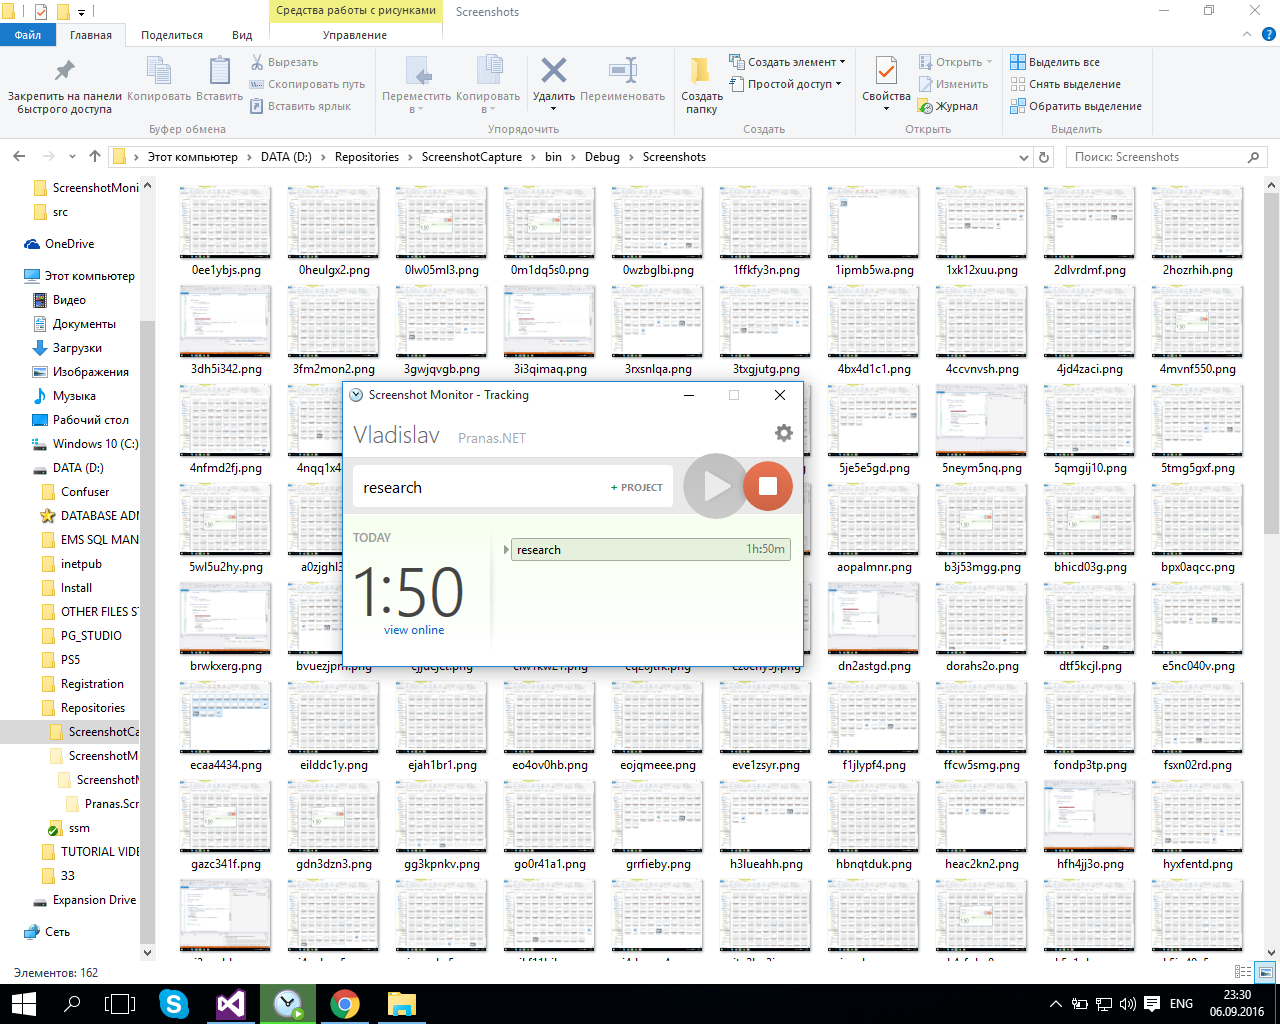 Средства работы с рисунками
Screenshots
Файл
Главная
Поделиться
Вид
Управление
Закрепить на панели быстрого доступа
Копировать
Вставить
Вырезать
Скопировать путь
Вставить ярлык
Буфер обмена
Переместить в
Копировать в
Удалить
Переименовать
Упорядочить
Создать папку
Создать элемент
Простой доступ
Создать
Свойства
Открыть
Изменить
Журнал
Открыть
Выделить все
Снять выделение
Обратить выделение
Выделить
Этот компьютер > DATA (D:) > Repositories > ScreenshotCapture > bin > Debug > Screenshots
Поиск: Screenshots
ScreenshotMoni
src
OneDrive
Этот компьютер
Видео
Документы
Загрузки
Изображения
Музыка
Рабочий стол
Windows 10 (C:)
DATA (D:)
Confuser
DATABASE ADM
EMS SQL MAN
inetpub
Install
OTHER FILES ST
PG_STUDIO
PS5
Registration
Repositories
ScreenshotCa
ScreenshotM
ScreenshotM
Pranas.Scr
ssm
TUTORIAL VIDE
33
Expansion Drive
Сеть
0ee1ybjs.png 0heulgx2.png 0lw05ml3.png 0m1dq5s0.png 0wzbglbi.png 1ffkfy3n.png 1ipmb5wa.png 1xk12xuu.png 2dlvrdmf.png 2hozrhih.png
3dh5i342.png 3fm2mon2.png 3gwjqvgb.png 3i3qimaq.png 3rxsnlqa.png 3txgjutg.png 4bx4d1c1.png 4ccvnvsh.png 4jd4zaci.png 4mvnf550.png
4nfmd2fj.png 4nqq1x4 5je5e5gd.png 5neym5nq.png 5qmgij10.png 5tmg5gxf.png
5wl5u2hy.png a0zjghl3 aopalmnr.png b3j53mgg.png bhicd03g.png bpx0aqcc.png
brwkxerg.png bvuezjpn.p dn2astgd.png dorahs2o.png dtf5kcjl.png e5nc040v.png
ecaa4434.png eilddc1y.png ejah1br1.png eo4ov0hb.png eojqmeee.png eve1zsyr.png f1jlypf4.png ffcw5smg.png fondp3tp.png fsxn02rd.png
gazc341f.png gdn3dzn3.png gg3kpnkv.png go0r41a1.png grrfieby.png h3lueahh.png hbnqtduk.png heac2kn2.png hfh4jj3o.png hyxfentd.png
Screenshot Monitor - Tracking
Vladislav Pranas.NET
research + PROJECT
TODAY
1:50
view online
research 1h:50m
Элементов: 162
ENG
23:30
06.09.2016